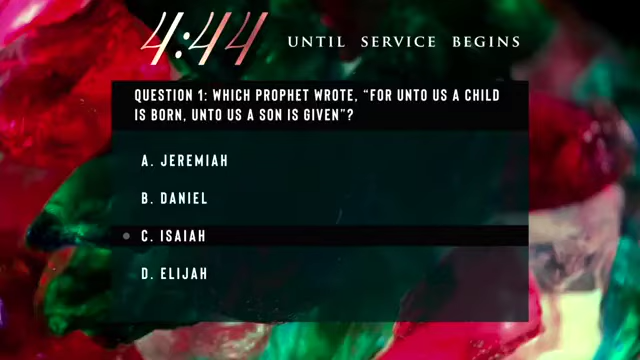 4:44 UNTIL SERVICE BEGINS
QUESTION 1: WHICH PROPHET WROTE, “FOR UNTO US A CHILD
IS BORN, UNTO US A SON IS GIVEN”?
A. JEREMIAH
B. DANIEL
C. ISAIAH
D. ELIJAH